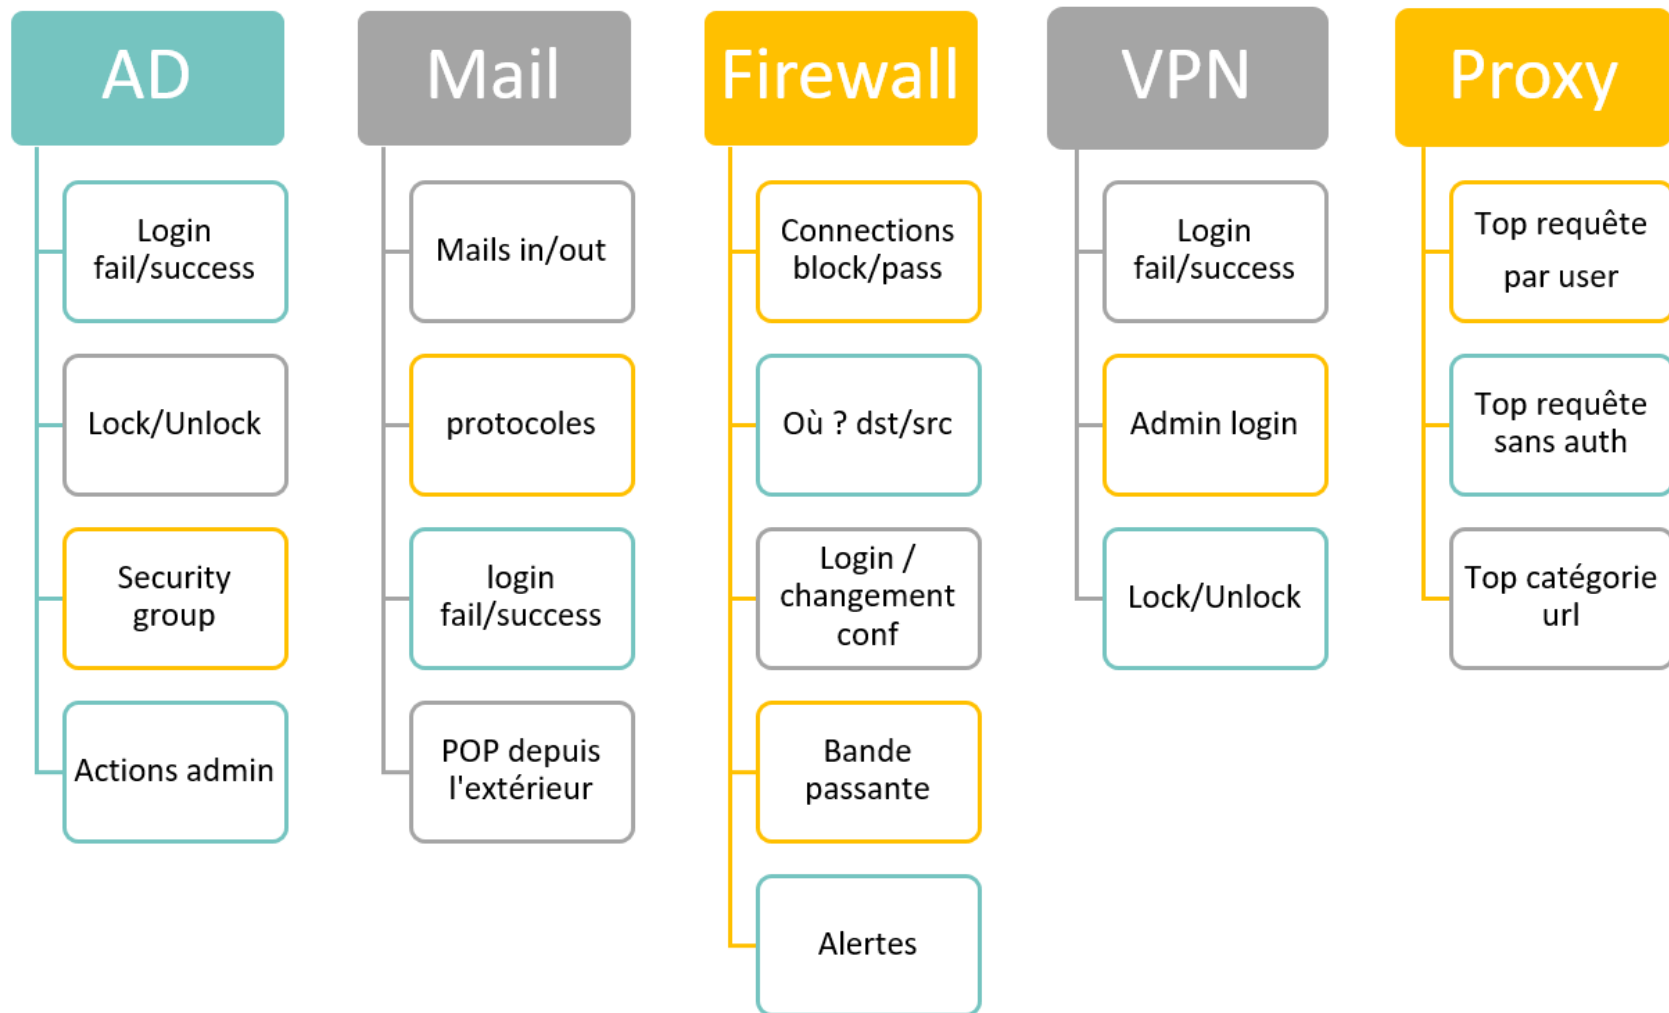 AD
Login
fail/success
Lock/Unlock
Security
group
Actions admin
Mail
Mails in/out
protocoles
login
fail/success
POP depuis
l'extérieur
Firewall
Connections
block/pass
Où ? dst/src
Login /
changement
conf
Bande
passante
Alertes
VPN
Login
fail/success
Admin login
Lock/Unlock
Proxy
Top requête
par user
Top requête
sans auth
Top catégorie
url